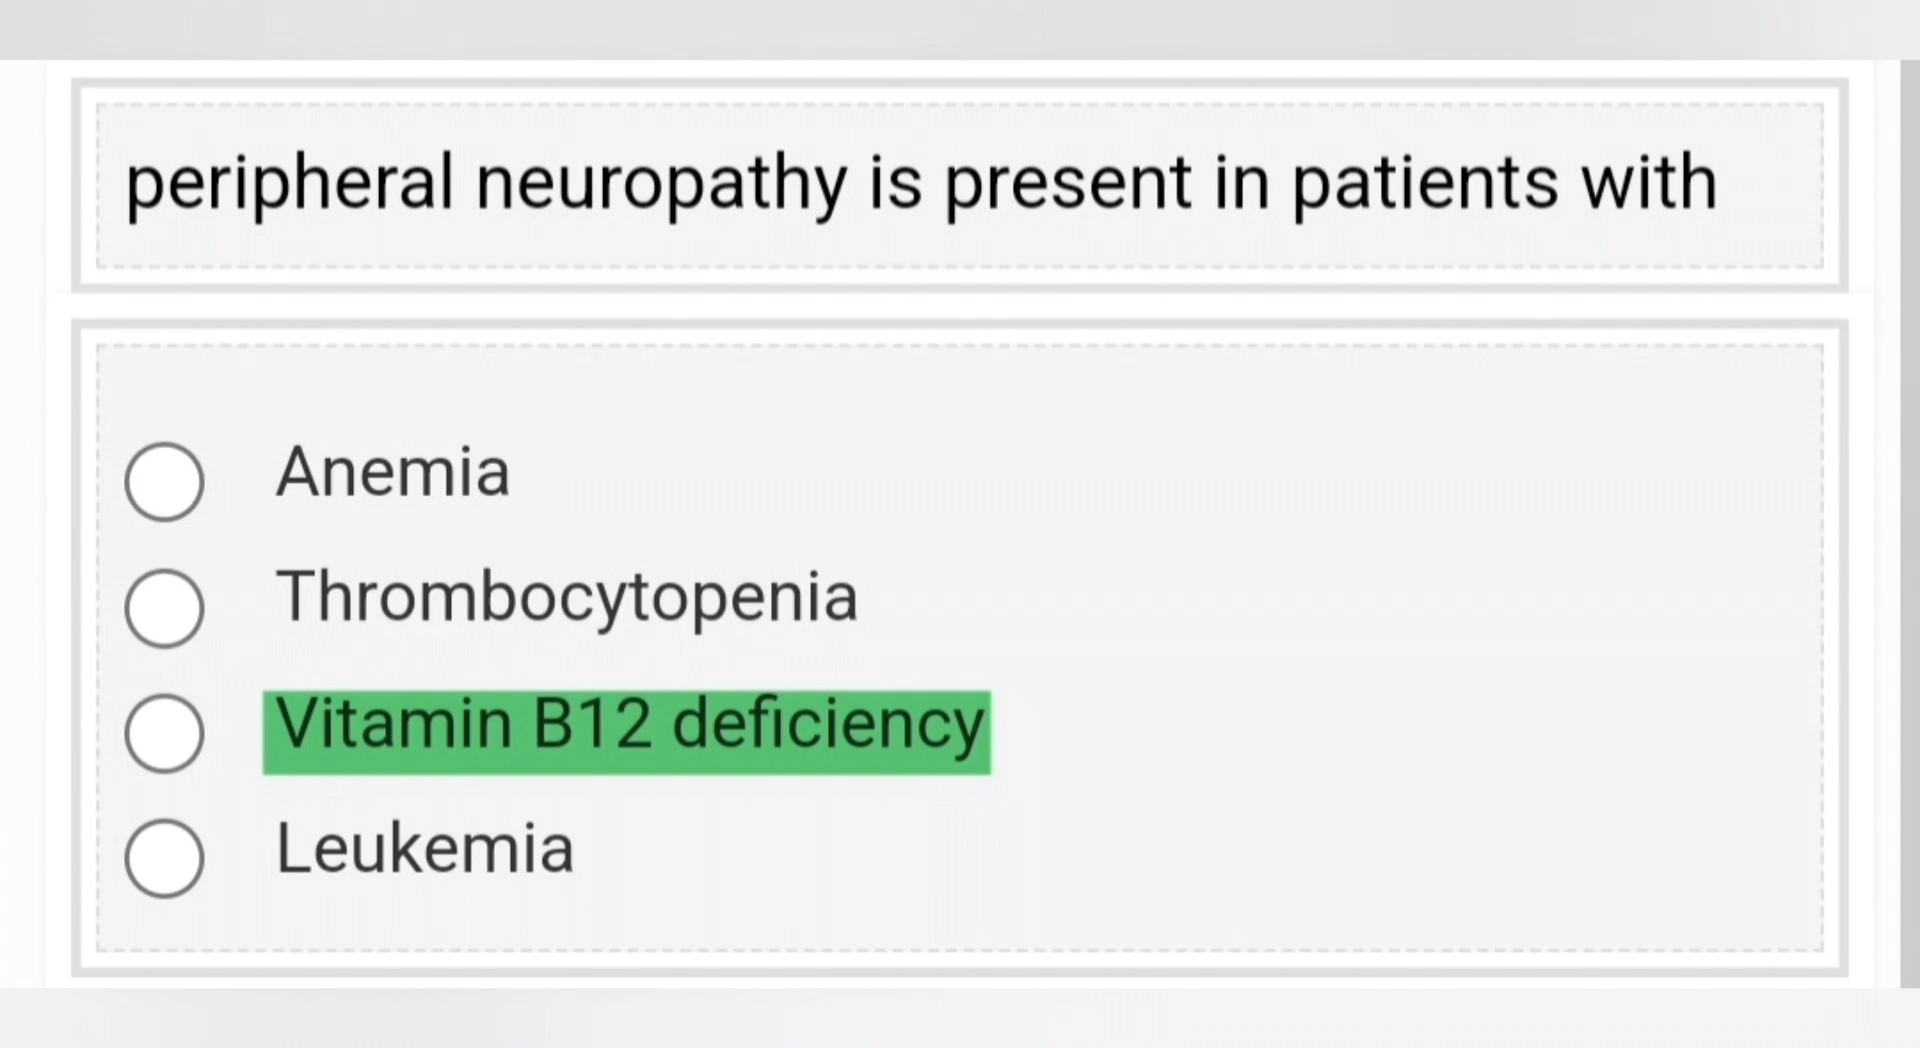 peripheral neuropathy is present in patients with
Anemia
Thrombocytopenia
Vitamin B12 deficiency
Leukemia